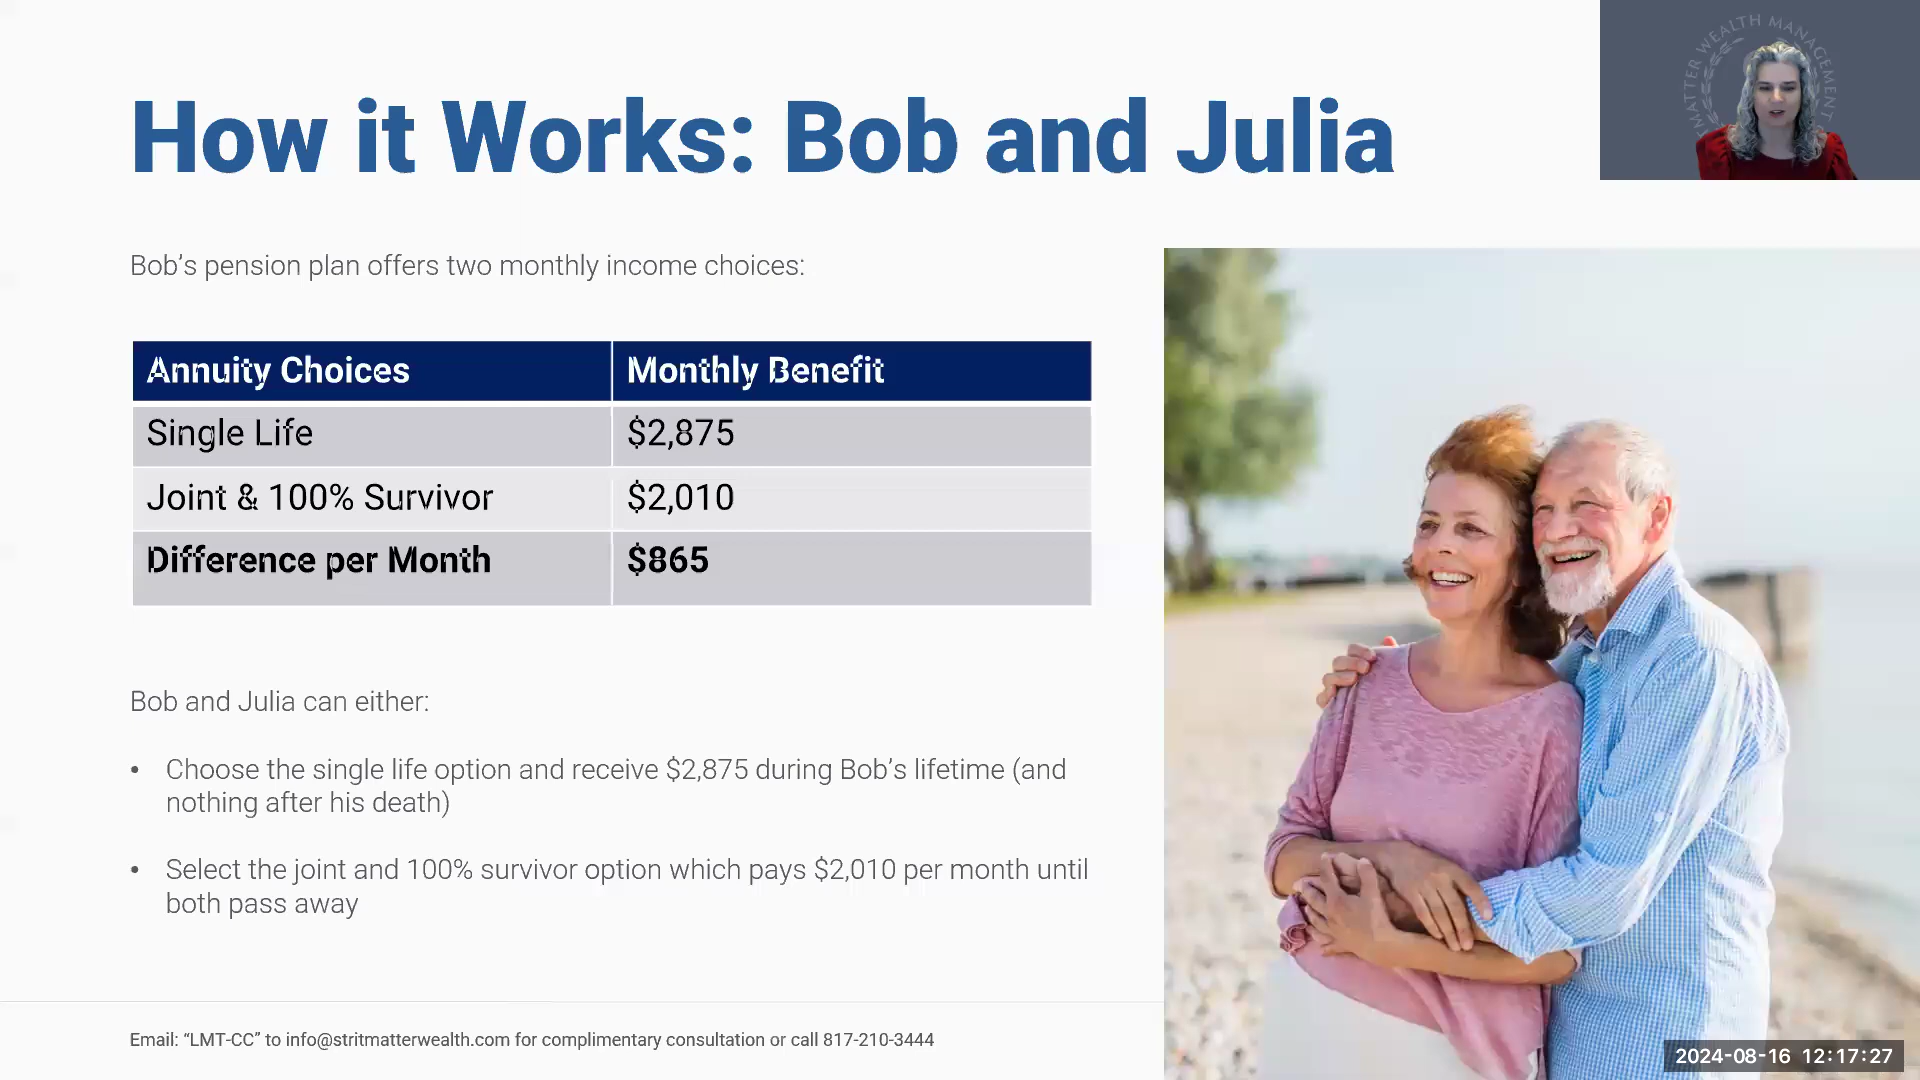 MATTER WEALTH MANAGEMENT
How it Works: Bob and Julia
Bob’s pension plan offers two monthly income choices:
Annuity Choices Monthly Benefit
Single Life $2,875
Joint & 100% Survivor $2,010
Difference per Month $865
Bob and Julia can either:
• Choose the single life option and receive $2,875 during Bob’s lifetime (and
nothing after his death)
• Select the joint and 100% survivor option which pays $2,010 per month until
both pass away
Email: “LMT-CC” to info@stritmatterwealth.com for complimentary consultation or call 817-210-3444
2024-08-16 12:17:27